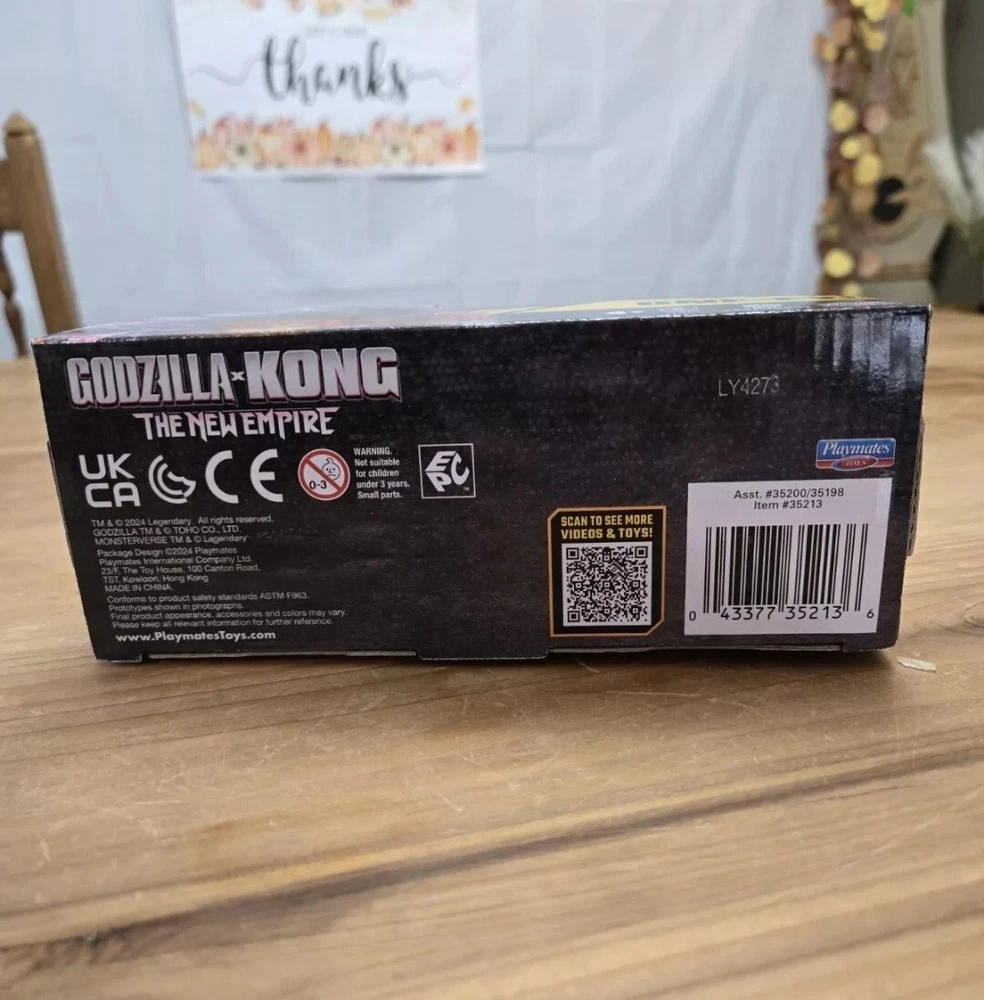 thanks
GODZILLA x KONG
THE NEW EMPIRE
LY4273
UK
CA
CE
0-3
WARNING.
Not suitable
for children
under 3 years.
Small parts.
EPC
TM
Playmates
TOYS
TM & © 2024 Legendary. All rights reserved.
GODZILLA TM & © TOHO CO., LTD.
MONSTERVERSE TM & © Legendary
Package Design ©2024 Playmates
Playmates International Company Ltd.
23/F, The Toy House, 100 Canton Road,
TST, Kowloon, Hong Kong
MADE IN CHINA.
Conforms to product safety standards ASTM F963.
Prototypes shown in photographs.
Final product appearance, accessories and colors may vary.
Please keep all relevant information for further reference.
www.PlaymatesToys.com
SCAN TO SEE MORE
VIDEOS & TOYS!
Asst. #35200/35198
Item #35213
0 43377 35213 6